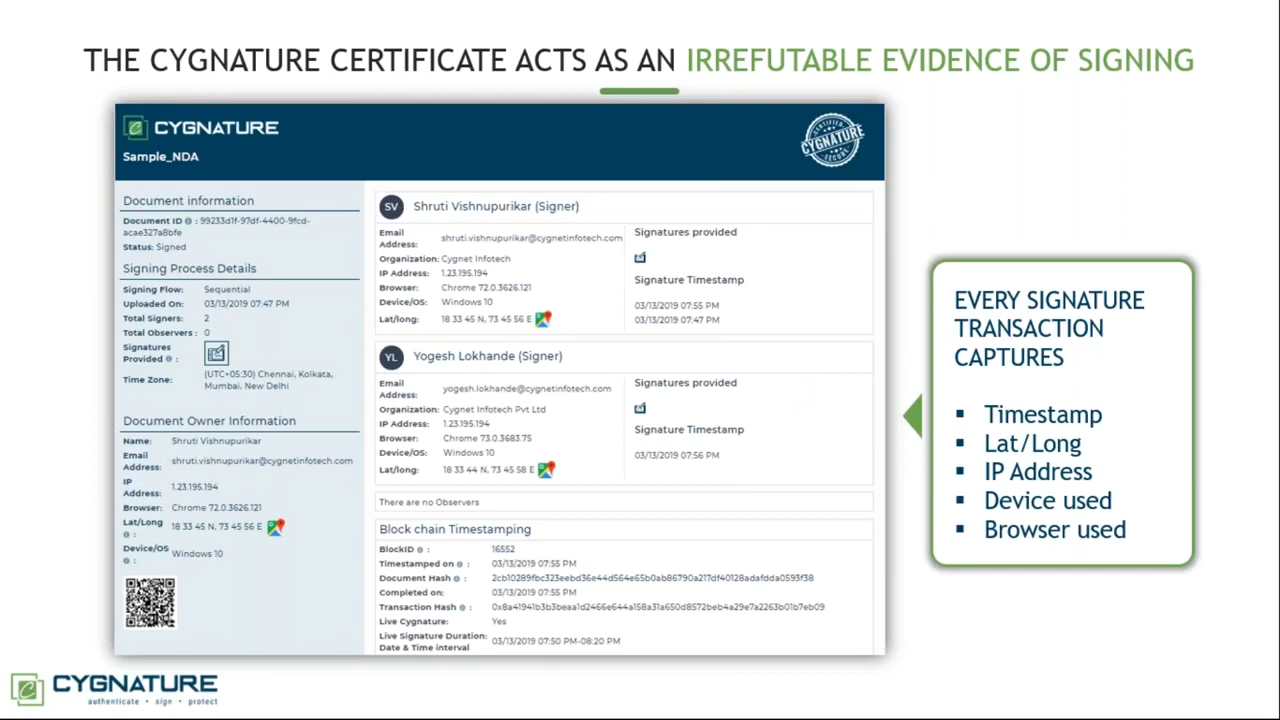 THE CYGNATURE CERTIFICATE ACTS AS AN IRREFUTABLE EVIDENCE OF SIGNING
CYGNATURE
Sample_NDA
CERTIFIED
CYGNATURE
SECURE
Document information
Document ID : 99233d1f-97df-4400-9fcd-
acae327a8bfe
Status: Signed
Signing Process Details
Signing Flow: Sequential
Uploaded On: 03/13/2019 07:47 PM
Total Signers: 2
Total Observers : 0
Signatures
Provided :
Time Zone: (UTC+05:30) Chennai, Kolkata,
Mumbai, New Delhi
Document Owner Information
Name: Shruti Vishnupurikar
Email
Address: shruti.vishnupurikar@cygnetinfotech.com
IP
Address: 1.23.195.194
Browser: Chrome 72.0.3626.121
Lat/Long
: 18 33 45 N, 73 45 56 E
Device/OS
: Windows 10
SV Shruti Vishnupurikar (Signer)
Email
Address: shruti.vishnupurikar@cygnetinfotech.com
Organization: Cygnet Infotech
IP Address: 1.23.195.194
Browser: Chrome 72.0.3626.121
Device/OS: Windows 10
Lat/long: 18 33 45 N, 73 45 56 E
Signatures provided
Signature Timestamp
03/13/2019 07:55 PM
03/13/2019 07:47 PM
YL Yogesh Lokhande (Signer)
Email
Address: yogesh.lokhande@cygnetinfotech.com
Organization: Cygnet Infotech Pvt Ltd
IP Address: 1.23.195.194
Browser: Chrome 73.0.3683.75
Device/OS: Windows 10
Lat/long: 18 33 44 N, 73 45 58 E
Signatures provided
Signature Timestamp
03/13/2019 07:56 PM
There are no Observers
Block chain Timestamping
BlockID : 16552
Timestamped on : 03/13/2019 07:55 PM
Document Hash : 2cb10289fbc323eebd36e44d564e65b0ab86790a217df40128adafdda0593f38
Completed on: 03/13/2019 07:55 PM
Transaction Hash : 0x8a41941b3b3beaa1d2466e644a158a31a650d8572beb4a29e7a2263b01b7eb09
Live Cygnature: Yes
Live Signature Duration:
Date & Time interval 03/13/2019 07:50 PM-08:20 PM
EVERY SIGNATURE
TRANSACTION
CAPTURES
▪ Timestamp
▪ Lat/Long
▪ IP Address
▪ Device used
▪ Browser used
CYGNATURE
authenticate • sign • protect